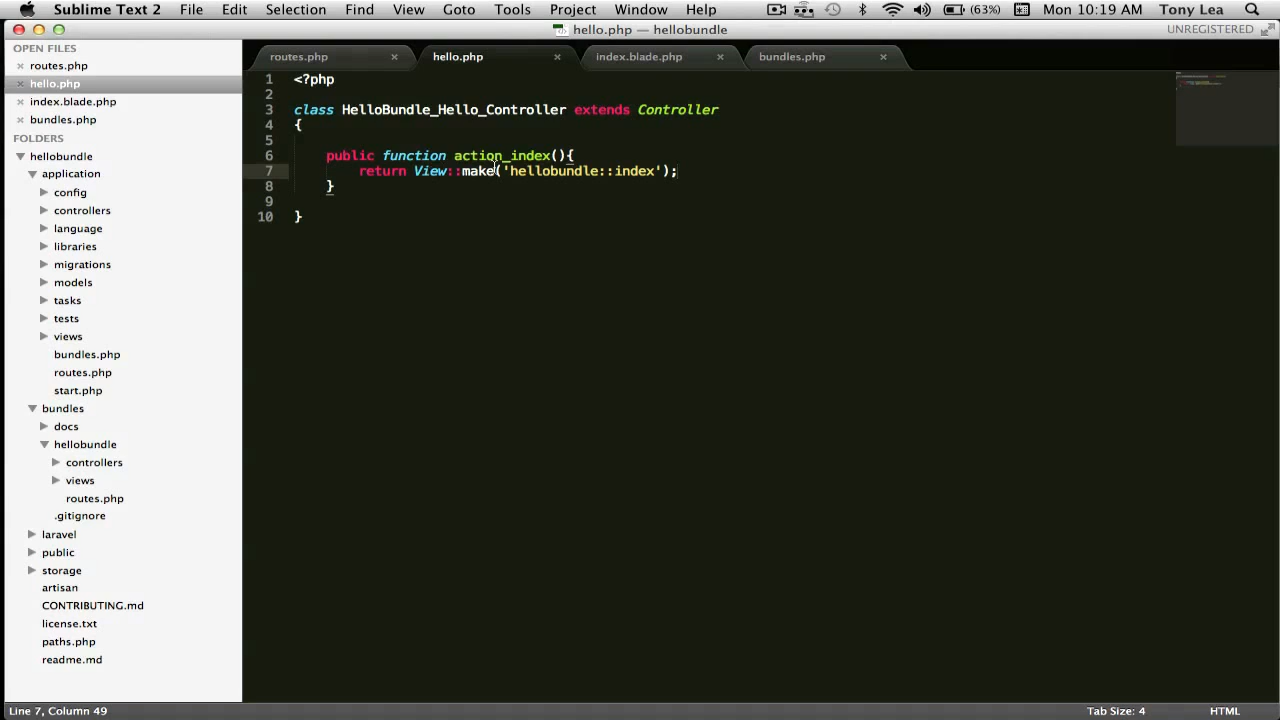 Sublime Text 2 File Edit Selection Find View Goto Tools Project Window Help (63%) Mon 10:19 AM Tony Lea
hello.php — hellobundle UNREGISTERED
OPEN FILES
routes.php
hello.php
index.blade.php
bundles.php
FOLDERS
hellobundle
application
config
controllers
language
libraries
migrations
models
tasks
tests
views
bundles.php
routes.php
start.php
bundles
docs
hellobundle
controllers
views
routes.php
.gitignore
laravel
public
storage
artisan
CONTRIBUTING.md
license.txt
paths.php
readme.md
routes.php hello.php index.blade.php bundles.php
1 <?php
2
3 class HelloBundle_Hello_Controller extends Controller
4 {
5
6 public function action_index(){
7 return View::make('hellobundle::index');
8 }
9
10 }
Line 7, Column 49 Tab Size: 4 HTML